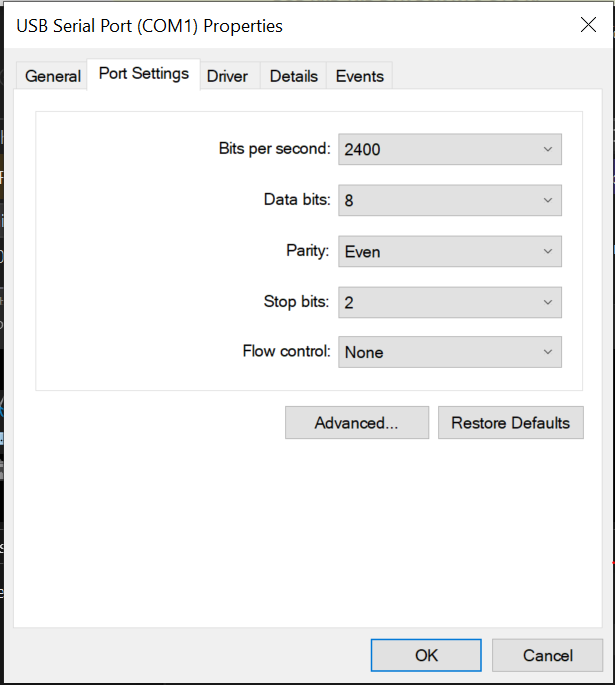 USB Serial Port (COM1) Properties
General Port Settings Driver Details Events
Bits per second: 2400
Data bits: 8
Parity: Even
Stop bits: 2
Flow control: None
Advanced... Restore Defaults
OK Cancel